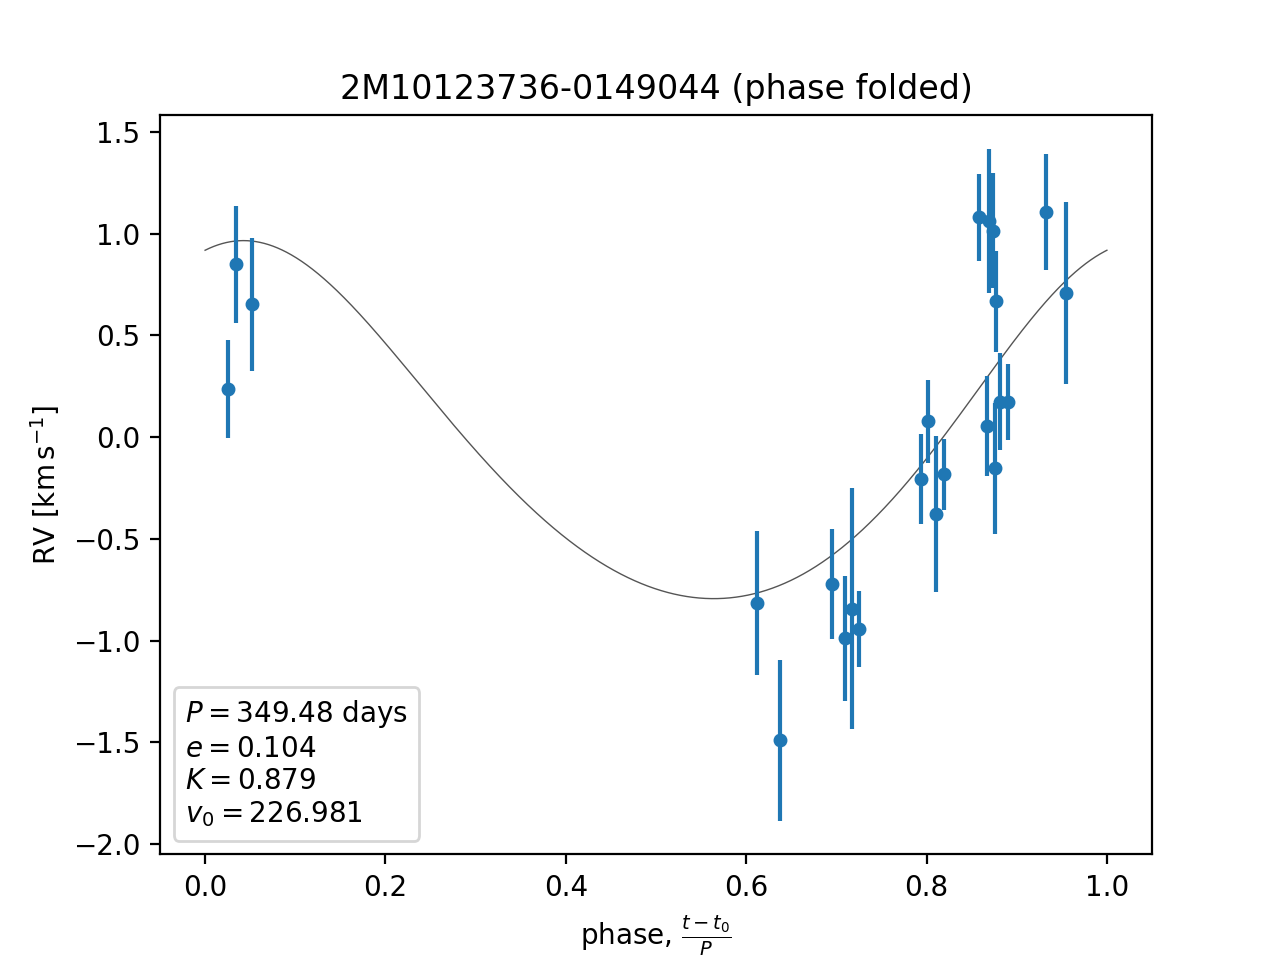 2M10123736-0149044 (phase folded)
1.5
1.0
0.5
0.0
−0.5
−1.0
−1.5
−2.0
RV [km s⁻¹]
P = 349.48 days
e = 0.104
K = 0.879
v₀ = 226.981
0.0 0.2 0.4 0.6 0.8 1.0
phase, (t − t₀)/P